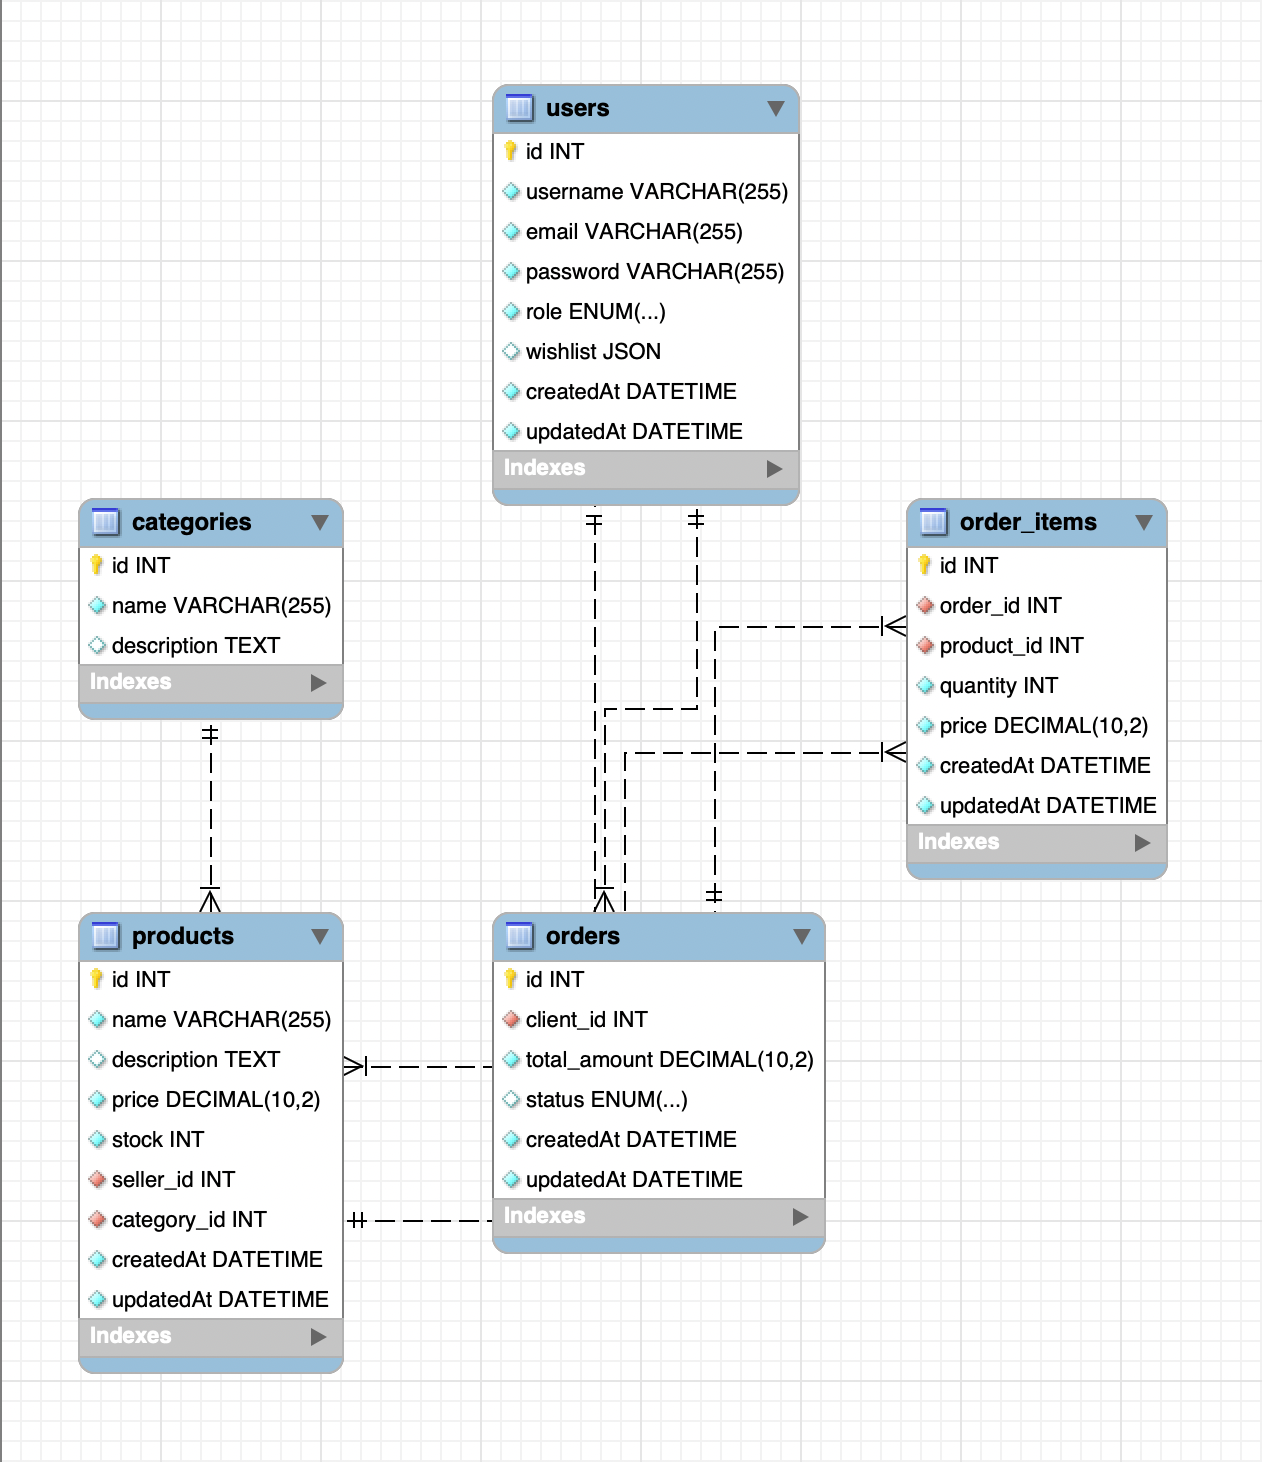 users
id INT
username VARCHAR(255)
email VARCHAR(255)
password VARCHAR(255)
role ENUM(...)
wishlist JSON
createdAt DATETIME
updatedAt DATETIME
Indexes
categories
id INT
name VARCHAR(255)
description TEXT
Indexes
order_items
id INT
order_id INT
product_id INT
quantity INT
price DECIMAL(10,2)
createdAt DATETIME
updatedAt DATETIME
Indexes
products
id INT
name VARCHAR(255)
description TEXT
price DECIMAL(10,2)
stock INT
seller_id INT
category_id INT
createdAt DATETIME
updatedAt DATETIME
Indexes
orders
id INT
client_id INT
total_amount DECIMAL(10,2)
status ENUM(...)
createdAt DATETIME
updatedAt DATETIME
Indexes